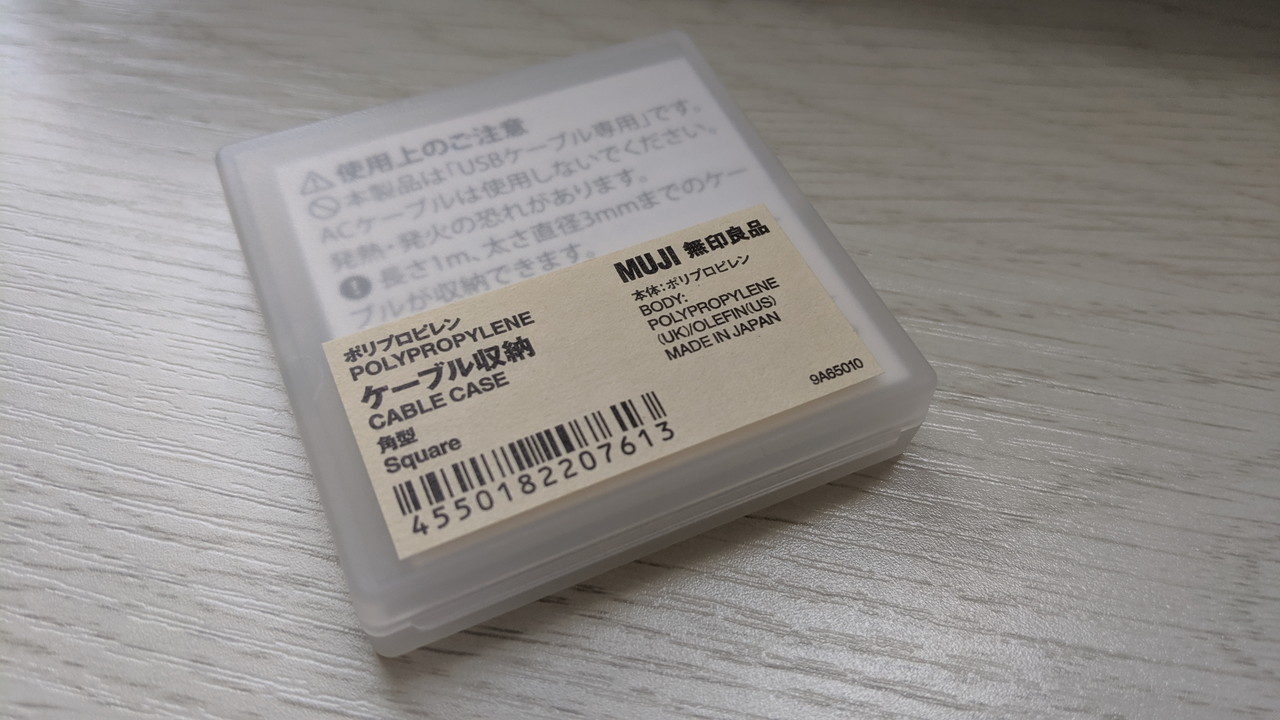 ⚠使用上のご注意
🚫本製品は「USBケーブル専用」です。
ACケーブルは使用しないでください。
発熱・発火の恐れがあります。
❗長さ1m、太さ直径3mmまでのケー
ブルが収納できます。
ポリプロピレン
POLYPROPYLENE
ケーブル収納
CABLE CASE
角型
Square
4550182207613
MUJI 無印良品
本体:ポリプロピレン
BODY:
POLYPROPYLENE
(UK)/OLEFIN(US)
MADE IN JAPAN
9A65010